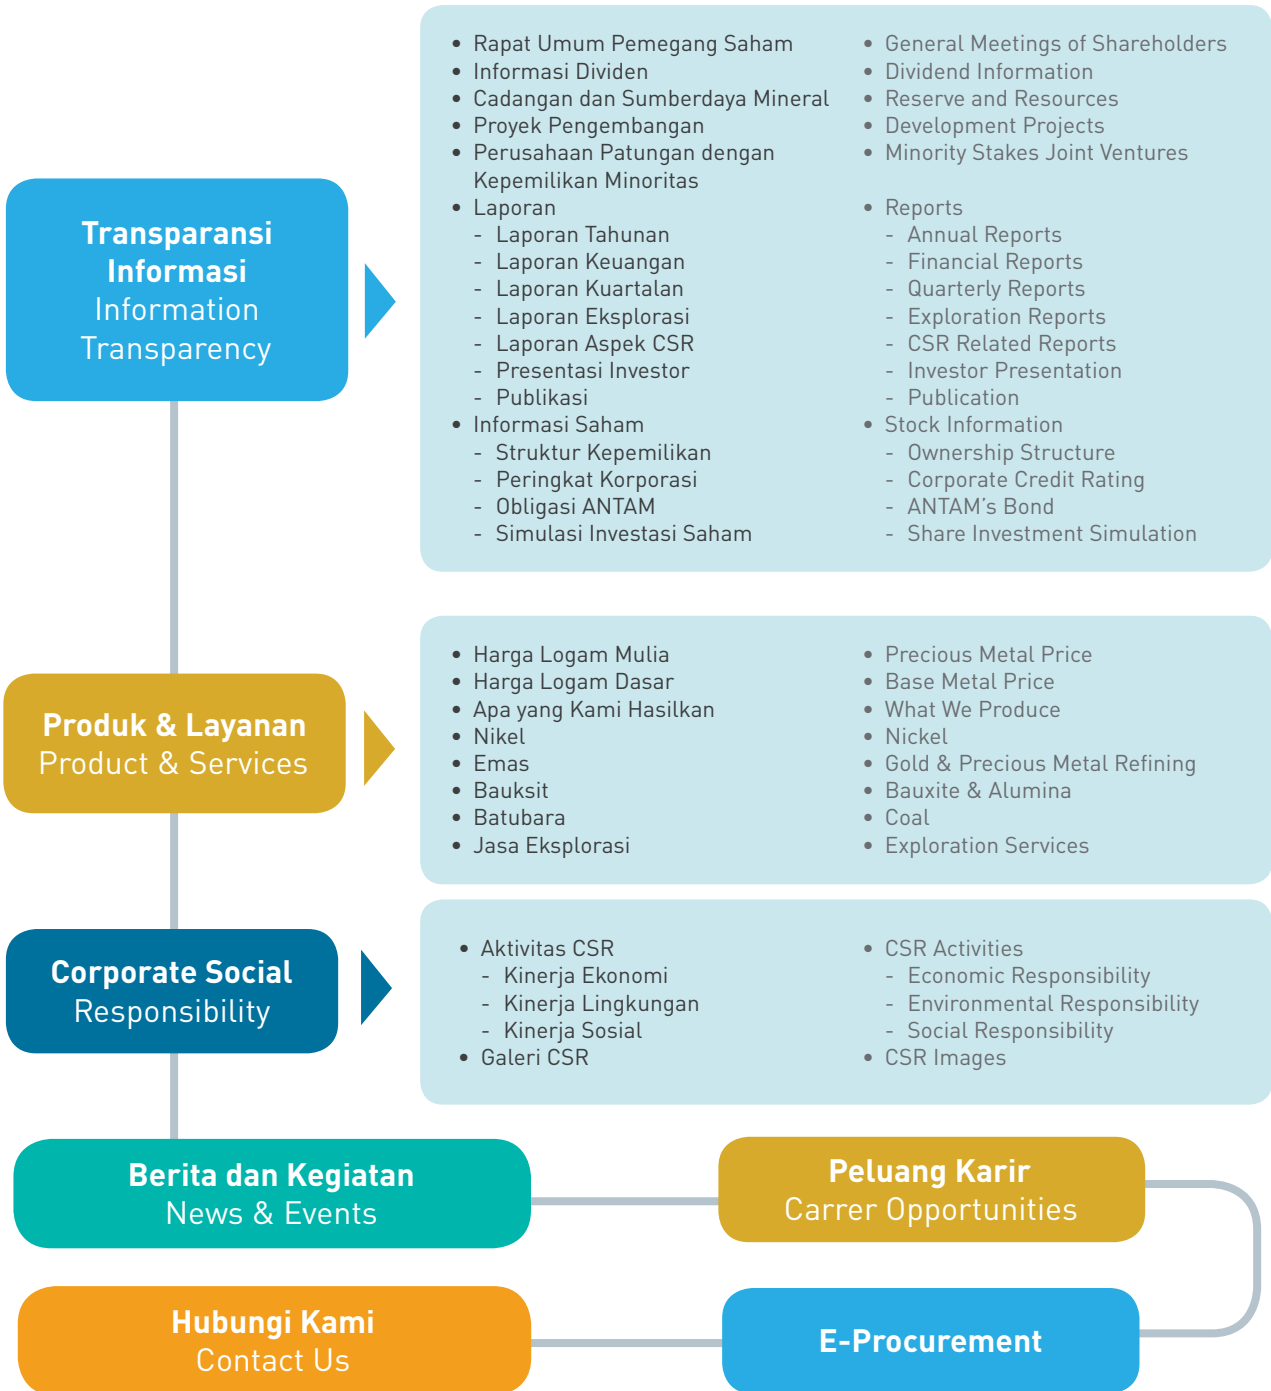 Transparansi
Informasi
Information
Transparency
• Rapat Umum Pemegang Saham
• Informasi Dividen
• Cadangan dan Sumberdaya Mineral
• Proyek Pengembangan
• Perusahaan Patungan dengan
Kepemilikan Minoritas
• Laporan
- Laporan Tahunan
- Laporan Keuangan
- Laporan Kuartalan
- Laporan Eksplorasi
- Laporan Aspek CSR
- Presentasi Investor
- Publikasi
• Informasi Saham
- Struktur Kepemilikan
- Peringkat Korporasi
- Obligasi ANTAM
- Simulasi Investasi Saham
• General Meetings of Shareholders
• Dividend Information
• Reserve and Resources
• Development Projects
• Minority Stakes Joint Ventures
• Reports
- Annual Reports
- Financial Reports
- Quarterly Reports
- Exploration Reports
- CSR Related Reports
- Investor Presentation
- Publication
• Stock Information
- Ownership Structure
- Corporate Credit Rating
- ANTAM’s Bond
- Share Investment Simulation
Produk & Layanan
Product & Services
• Harga Logam Mulia
• Harga Logam Dasar
• Apa yang Kami Hasilkan
• Nikel
• Emas
• Bauksit
• Batubara
• Jasa Eksplorasi
• Precious Metal Price
• Base Metal Price
• What We Produce
• Nickel
• Gold & Precious Metal Refining
• Bauxite & Alumina
• Coal
• Exploration Services
Corporate Social
Responsibility
• Aktivitas CSR
- Kinerja Ekonomi
- Kinerja Lingkungan
- Kinerja Sosial
• Galeri CSR
• CSR Activities
- Economic Responsibility
- Environmental Responsibility
- Social Responsibility
• CSR Images
Berita dan Kegiatan
News & Events
Peluang Karir
Carrer Opportunities
Hubungi Kami
Contact Us
E-Procurement